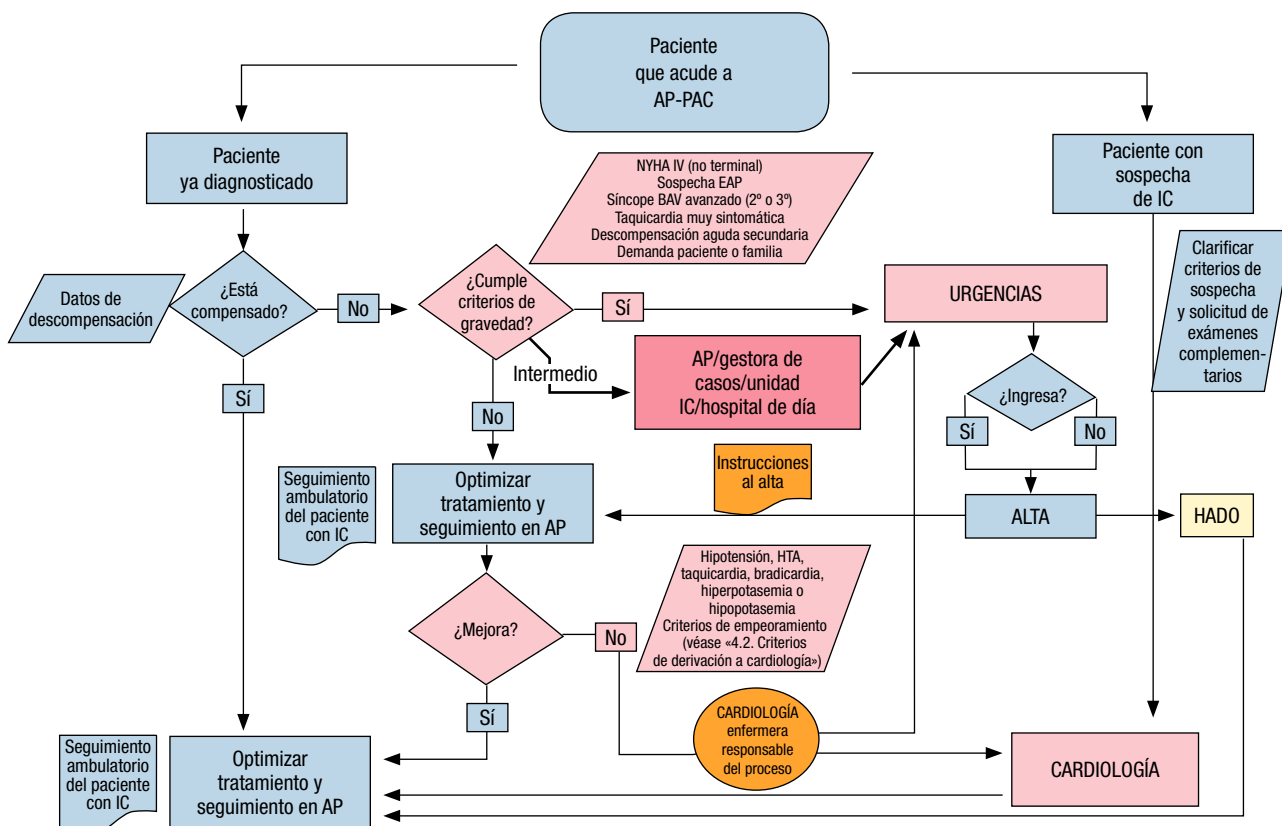 Paciente
que acude a
AP-PAC
Paciente
ya diagnosticado
NYHA IV (no terminal)
Sospecha EAP
Síncope BAV avanzado (2º o 3º)
Taquicardia muy sintomática
Descompensación aguda secundaria
Demanda paciente o familia
Paciente con
sospecha
de IC
Datos de
descompensación
¿Está
compensado?
No
¿Cumple
criterios de
gravedad?
Sí
URGENCIAS
Clarificar
criterios de
sospecha
y solicitud de
exámenes
complemen-
tarios
Intermedio
AP/gestora de
casos/unidad
IC/hospital de día
¿Ingresa?
Sí
No
Sí
No
Seguimiento
ambulatorio
del paciente
con IC
Optimizar
tratamiento y
seguimiento en AP
Instrucciones
al alta
ALTA
HADO
¿Mejora?
No
Hipotensión, HTA,
taquicardia, bradicardia,
hiperpotasemia o
hipopotasemia
Criterios de empeoramiento
(véase «4.2. Criterios
de derivación a cardiología»)
Sí
CARDIOLOGÍA
enfermera
responsable
del proceso
CARDIOLOGÍA
Seguimiento
ambulatorio
del paciente
con IC
Optimizar
tratamiento y
seguimiento en AP